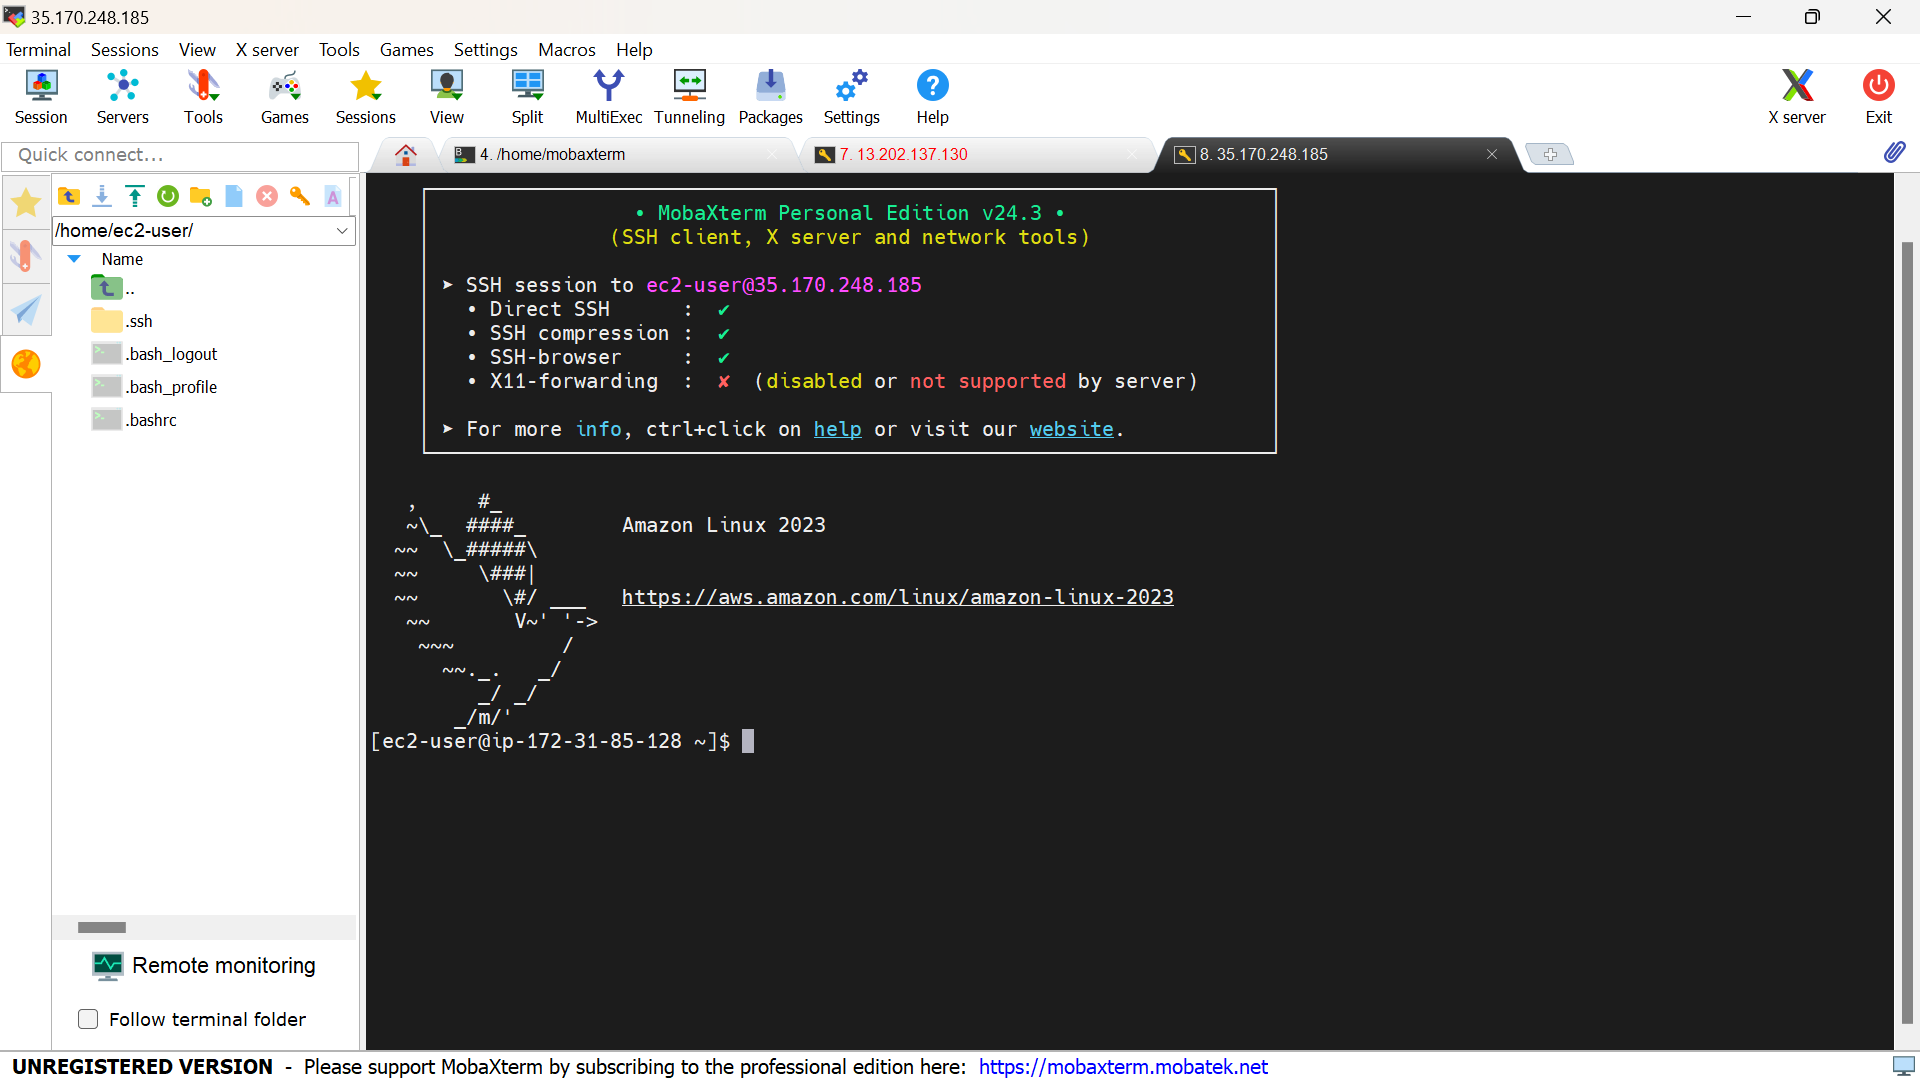 35.170.248.185
Terminal Sessions View X server Tools Games Settings Macros Help
Session Servers Tools Games Sessions View Split MultiExec Tunneling Packages Settings Help X server Exit
Quick connect...
4. /home/mobaxterm
7. 13.202.137.130
8. 35.170.248.185
/home/ec2-user/
Name
..
.ssh
.bash_logout
.bash_profile
.bashrc
Remote monitoring
Follow terminal folder
• MobaXterm Personal Edition v24.3 •
(SSH client, X server and network tools)
➤ SSH session to ec2-user@35.170.248.185
• Direct SSH : ✔
• SSH compression : ✔
• SSH-browser : ✔
• X11-forwarding : ✘ (disabled or not supported by server)
➤ For more info, ctrl+click on help or visit our website.
   ,     #_
   ~\_  ####_        Amazon Linux 2023
  ~~  \_#####\
  ~~     \###|
  ~~       \#/ ___   https://aws.amazon.com/linux/amazon-linux-2023
   ~~       V~' '->
    ~~~         /
      ~~._.   _/
         _/ _/
       _/m/'
[ec2-user@ip-172-31-85-128 ~]$
UNREGISTERED VERSION - Please support MobaXterm by subscribing to the professional edition here: https://mobaxterm.mobatek.net